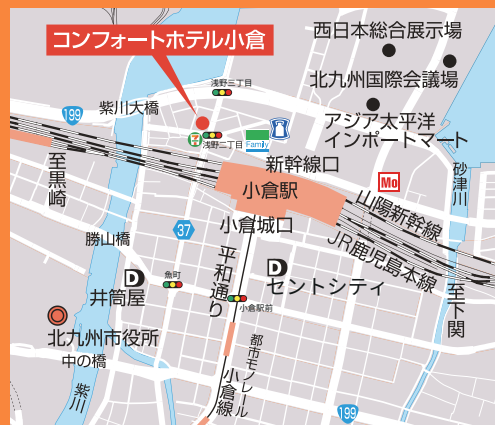 コンフォートホテル小倉
西日本総合展示場
浅野三丁目
北九州国際会議場
199
紫川大橋
アジア太平洋
インポートマート
浅野二丁目
Family
新幹線口
至黒崎
小倉駅
Mo
砂津川
山陽新幹線
37
小倉城口
勝山橋
JR鹿児島本線
平和通り
D
魚町
D
セントシティ
井筒屋
小倉駅前
至下関
北九州市役所
中の橋
都市モノレール
小倉線
紫川
199